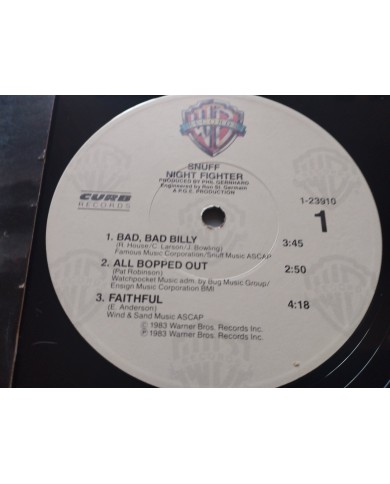 WB
RECORDS
SNUFF
NIGHT FIGHTER
PRODUCED BY PHIL GERNHARD
Engineered by Ron St. Germain
A P.G.E. PRODUCTION
CURB
RECORDS
1-23910
1
1. BAD, BAD BILLY 3:45
(R. House/C. Larson/J. Bowling)
Famous Music Corporation/Snuff Music ASCAP
2. ALL BOPPED OUT 2:50
(Pat Robinson)
Watchpocket Music adm. by Bug Music Group/
Ensign Music Corporation BMI
3. FAITHFUL 4:18
(E. Anderson)
Wind & Sand Music ASCAP
© 1983 Warner Bros. Records Inc.
℗ 1983 Warner Bros. Records Inc.